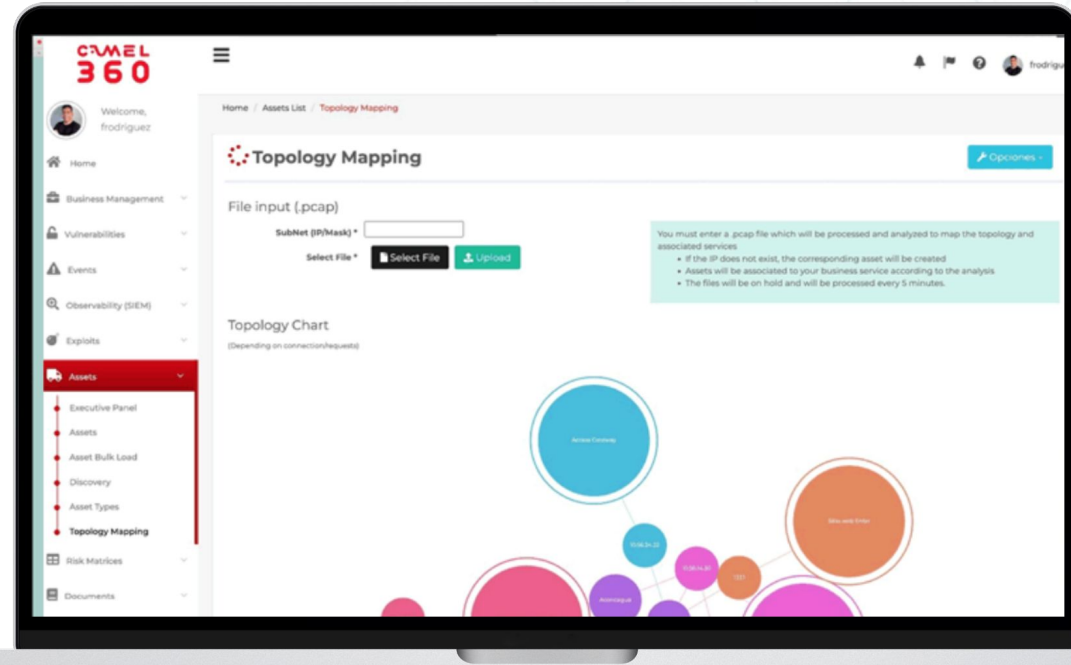 CAMEL
360
frodrigu
Welcome,
frodriguez
Home / Assets List / Topology Mapping
Home
Topology Mapping
Opciones -
Business Management
File input (.pcap)
Vulnerabilities
SubNet (IP/Mask) *
Select File *
Select File
Upload
You must enter a .pcap file which will be processed and analyzed to map the topology and
associated services
• If the IP does not exist, the corresponding asset will be created
• Assets will be associated to your business service according to the analysis
• The files will be on hold and will be processed every 5 minutes.
Events
Observability (SIEM)
Exploits
Topology Chart
(Depending on connection/requests)
Assets
Executive Panel
Assets
Asset Bulk Load
Discovery
Asset Types
Topology Mapping
Risk Matrices
Documents